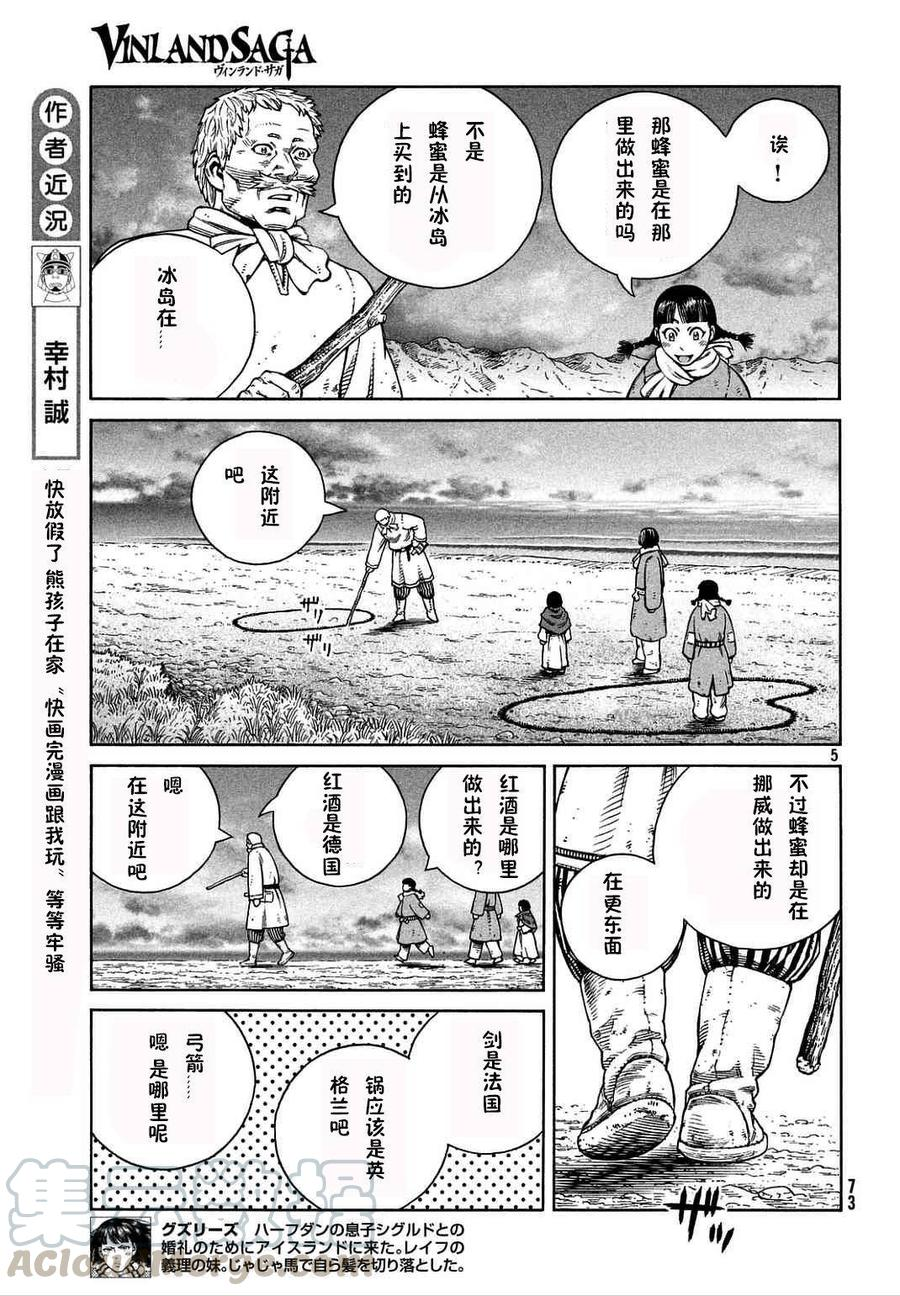 VINLAND SAGA
ヴィンランド・サガ
作者近況
幸村誠
快放假了 熊孩子在家 “快画完漫画跟我玩” 等等牢骚
诶！
那蜂蜜是在那
里做出来的吗
不是
蜂蜜是从冰岛
上买到的
冰岛在……
这附近
吧
ザリ
ザリ
5
不过蜂蜜却是在
挪威做出来的
在更东面
红酒是哪里
做出来的？
红酒是德国
嗯
在这附近吧
剑是法国
锅应该是英
格兰吧
弓箭……
嗯是哪里呢
73
グズリーズ　ハーフダンの息子シグルドとの
婚礼のためにアイスランドに来た。レイフの
義理の妹。じゃじゃ馬で自ら髪を切り落とした。